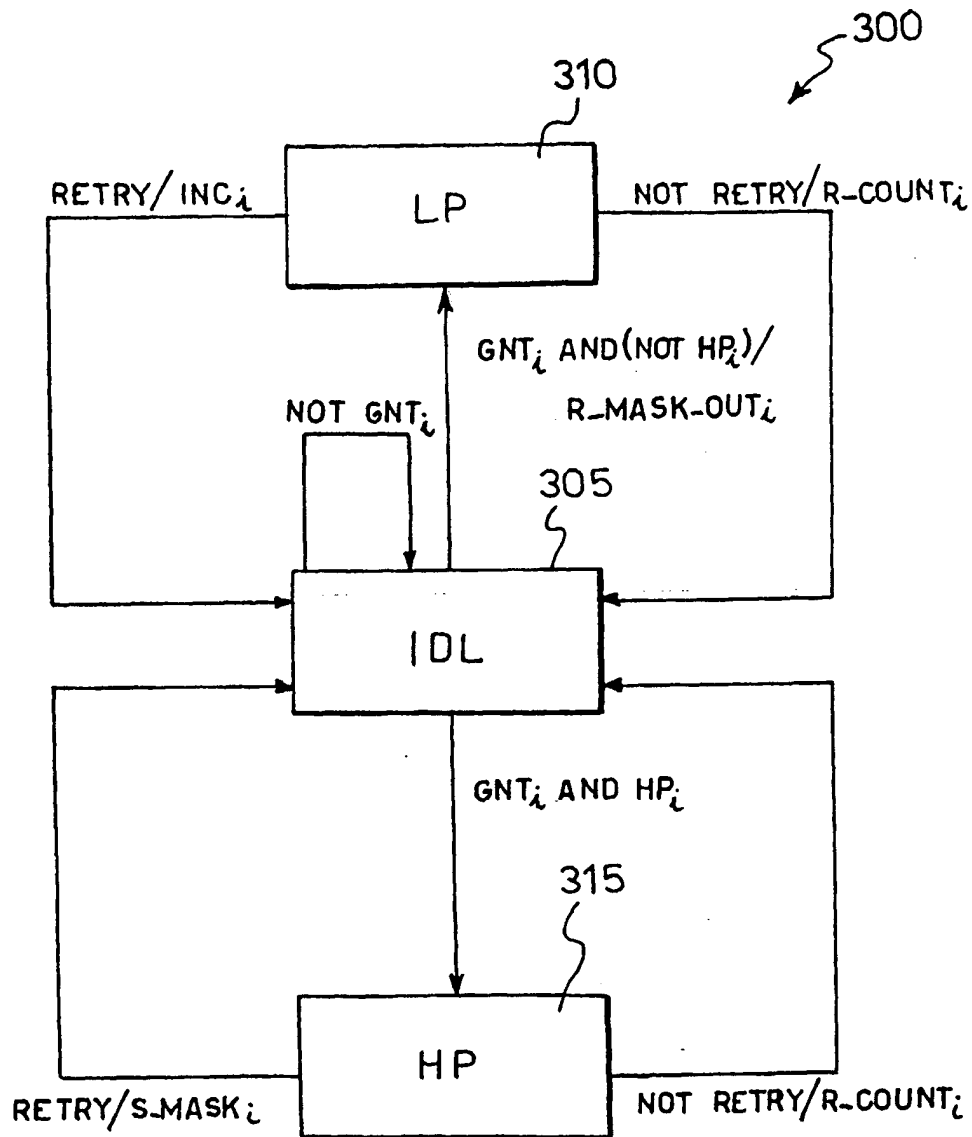 300
310
RETRY/INCi
LP
NOT RETRY/R-COUNTi
GNTi AND(NOT HPi)/
R_MASK-OUTi
NOT GNTi
305
IDL
GNTi AND HPi
315
HP
RETRY/S-MASKi
NOT RETRY/R-COUNTi